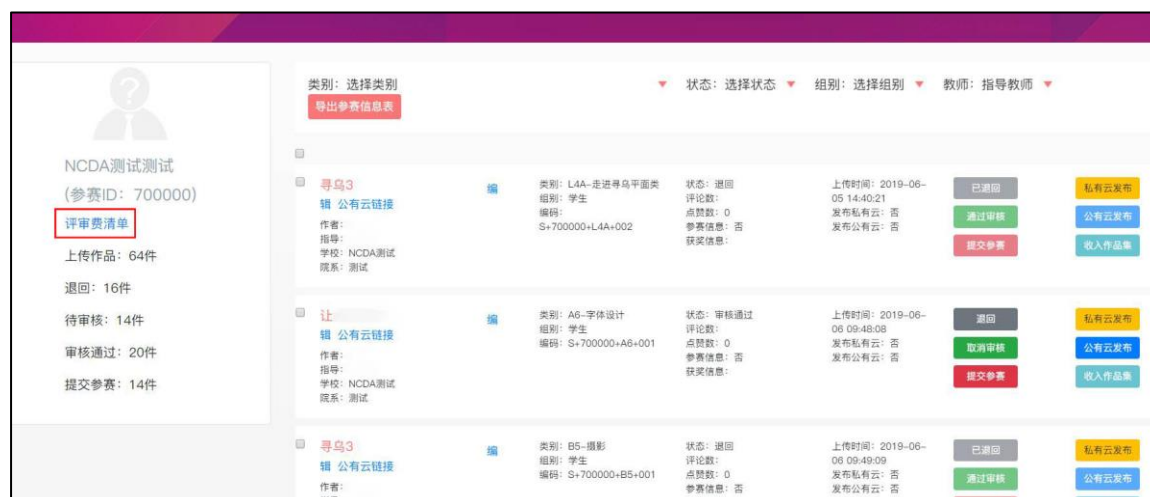 类别：选择类别
状态：选择状态
组别：选择组别
教师：指导教师
导出参赛信息表
NCDA测试测试
(参赛ID：700000)
评审费清单
上传作品：64件
退回：16件
待审核：14件
审核通过：20件
提交参赛：14件
寻乌3
编
辑 公有云链接
作者：
指导：
学校：NCDA测试
院系：测试
类别：L4A-走进寻乌平面类
组别：学生
编码：
S+700000+L4A+002
状态：退回
评论数：
点赞数：0
参赛信息：否
获奖信息：
上传时间：2019-06-
05 14:40:21
发布私有云：否
发布公有云：否
已退回
通过审核
提交参赛
私有云发布
公有云发布
收入作品集
让
编
辑 公有云链接
作者：
指导：
学校：NCDA测试
院系：测试
类别：A6-字体设计
组别：学生
编码：S+700000+A6+001
状态：审核通过
评论数：
点赞数：0
参赛信息：否
获奖信息：
上传时间：2019-06-
06 09:48:08
发布私有云：否
发布公有云：否
退回
取消审核
提交参赛
私有云发布
公有云发布
收入作品集
寻乌3
编
辑 公有云链接
作者：
类别：B5-摄影
组别：学生
编码：S+700000+B5+001
状态：退回
评论数：
点赞数：0
参赛信息：否
上传时间：2019-06-
06 09:49:09
发布私有云：否
发布公有云：否
已退回
通过审核
私有云发布
公有云发布